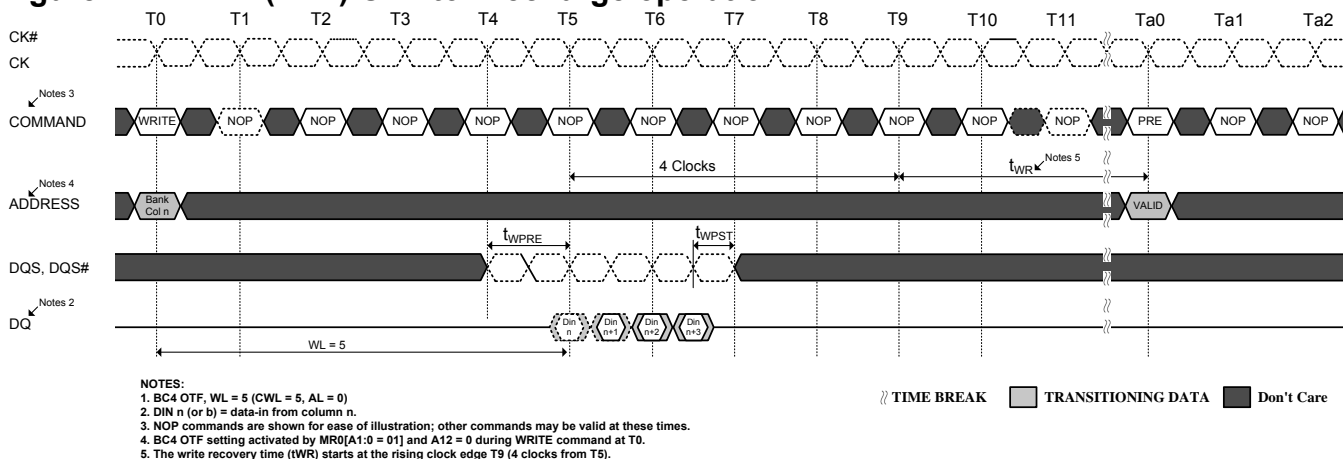 T0 T1 T2 T3 T4 T5 T6 T7 T8 T9 T10 T11 Ta0 Ta1 Ta2
CK#
CK
Notes 3
COMMAND WRITE NOP NOP NOP NOP NOP NOP NOP NOP NOP NOP NOP PRE NOP NOP
4 Clocks tWR Notes 5
Notes 4
ADDRESS Bank Col n VALID
tWPRE tWPST
DQS, DQS#
Notes 2
DQ Din n Din n+1 Din n+2 Din n+3
WL = 5
NOTES:
1. BC4 OTF, WL = 5 (CWL = 5, AL = 0)
2. DIN n (or b) = data-in from column n.
3. NOP commands are shown for ease of illustration; other commands may be valid at these times.
4. BC4 OTF setting activated by MR0[A1:0 = 01] and A12 = 0 during WRITE command at T0.
5. The write recovery time (tWR) starts at the rising clock edge T9 (4 clocks from T5).
TIME BREAK TRANSITIONING DATA Don't Care